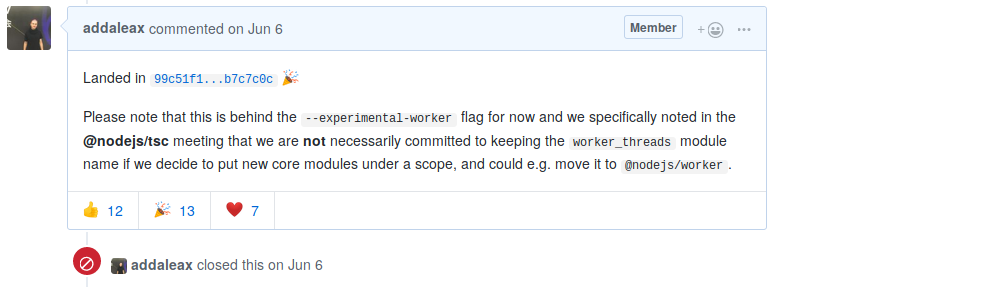 addaleax commented on Jun 6 Member +
Landed in 99c51f1...b7c7c0c 🎉
Please note that this is behind the --experimental-worker flag for now and we specifically noted in the
@nodejs/tsc meeting that we are not necessarily committed to keeping the worker_threads module
name if we decide to put new core modules under a scope, and could e.g. move it to @nodejs/worker.
👍 12 🎉 13 ❤️ 7
addaleax closed this on Jun 6